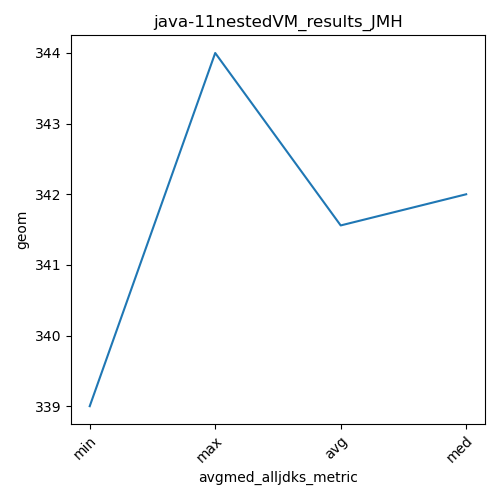 java-11nestedVM_results_JMH
344
343
342
341
340
339
geom
min
max
avg
med
avgmed_alljdks_metric